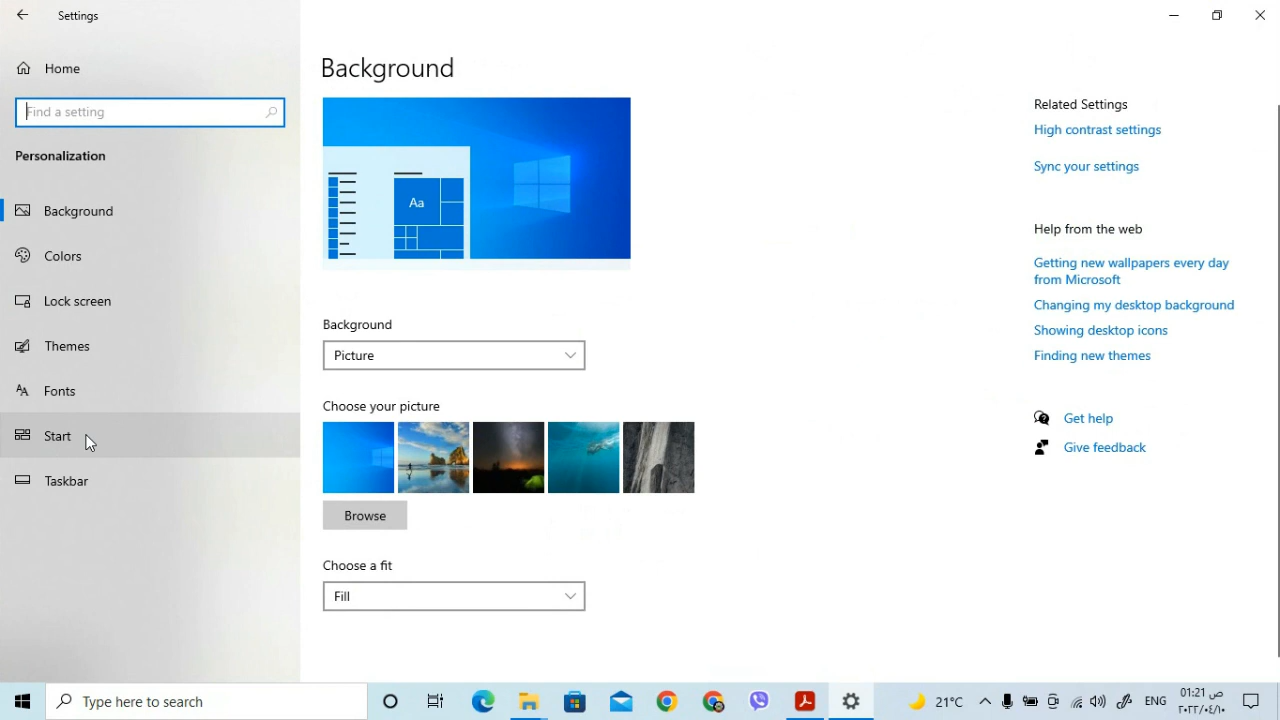 Settings
Home
Find a setting
Personalization
Background
Colors
Lock screen
Themes
Fonts
Start
Taskbar
Background
Aa
Background
Picture
Choose your picture
Browse
Choose a fit
Fill
Related Settings
High contrast settings
Sync your settings
Help from the web
Getting new wallpapers every day
from Microsoft
Changing my desktop background
Showing desktop icons
Finding new themes
Get help
Give feedback
Type here to search
21°C
ENG
01:21 ص